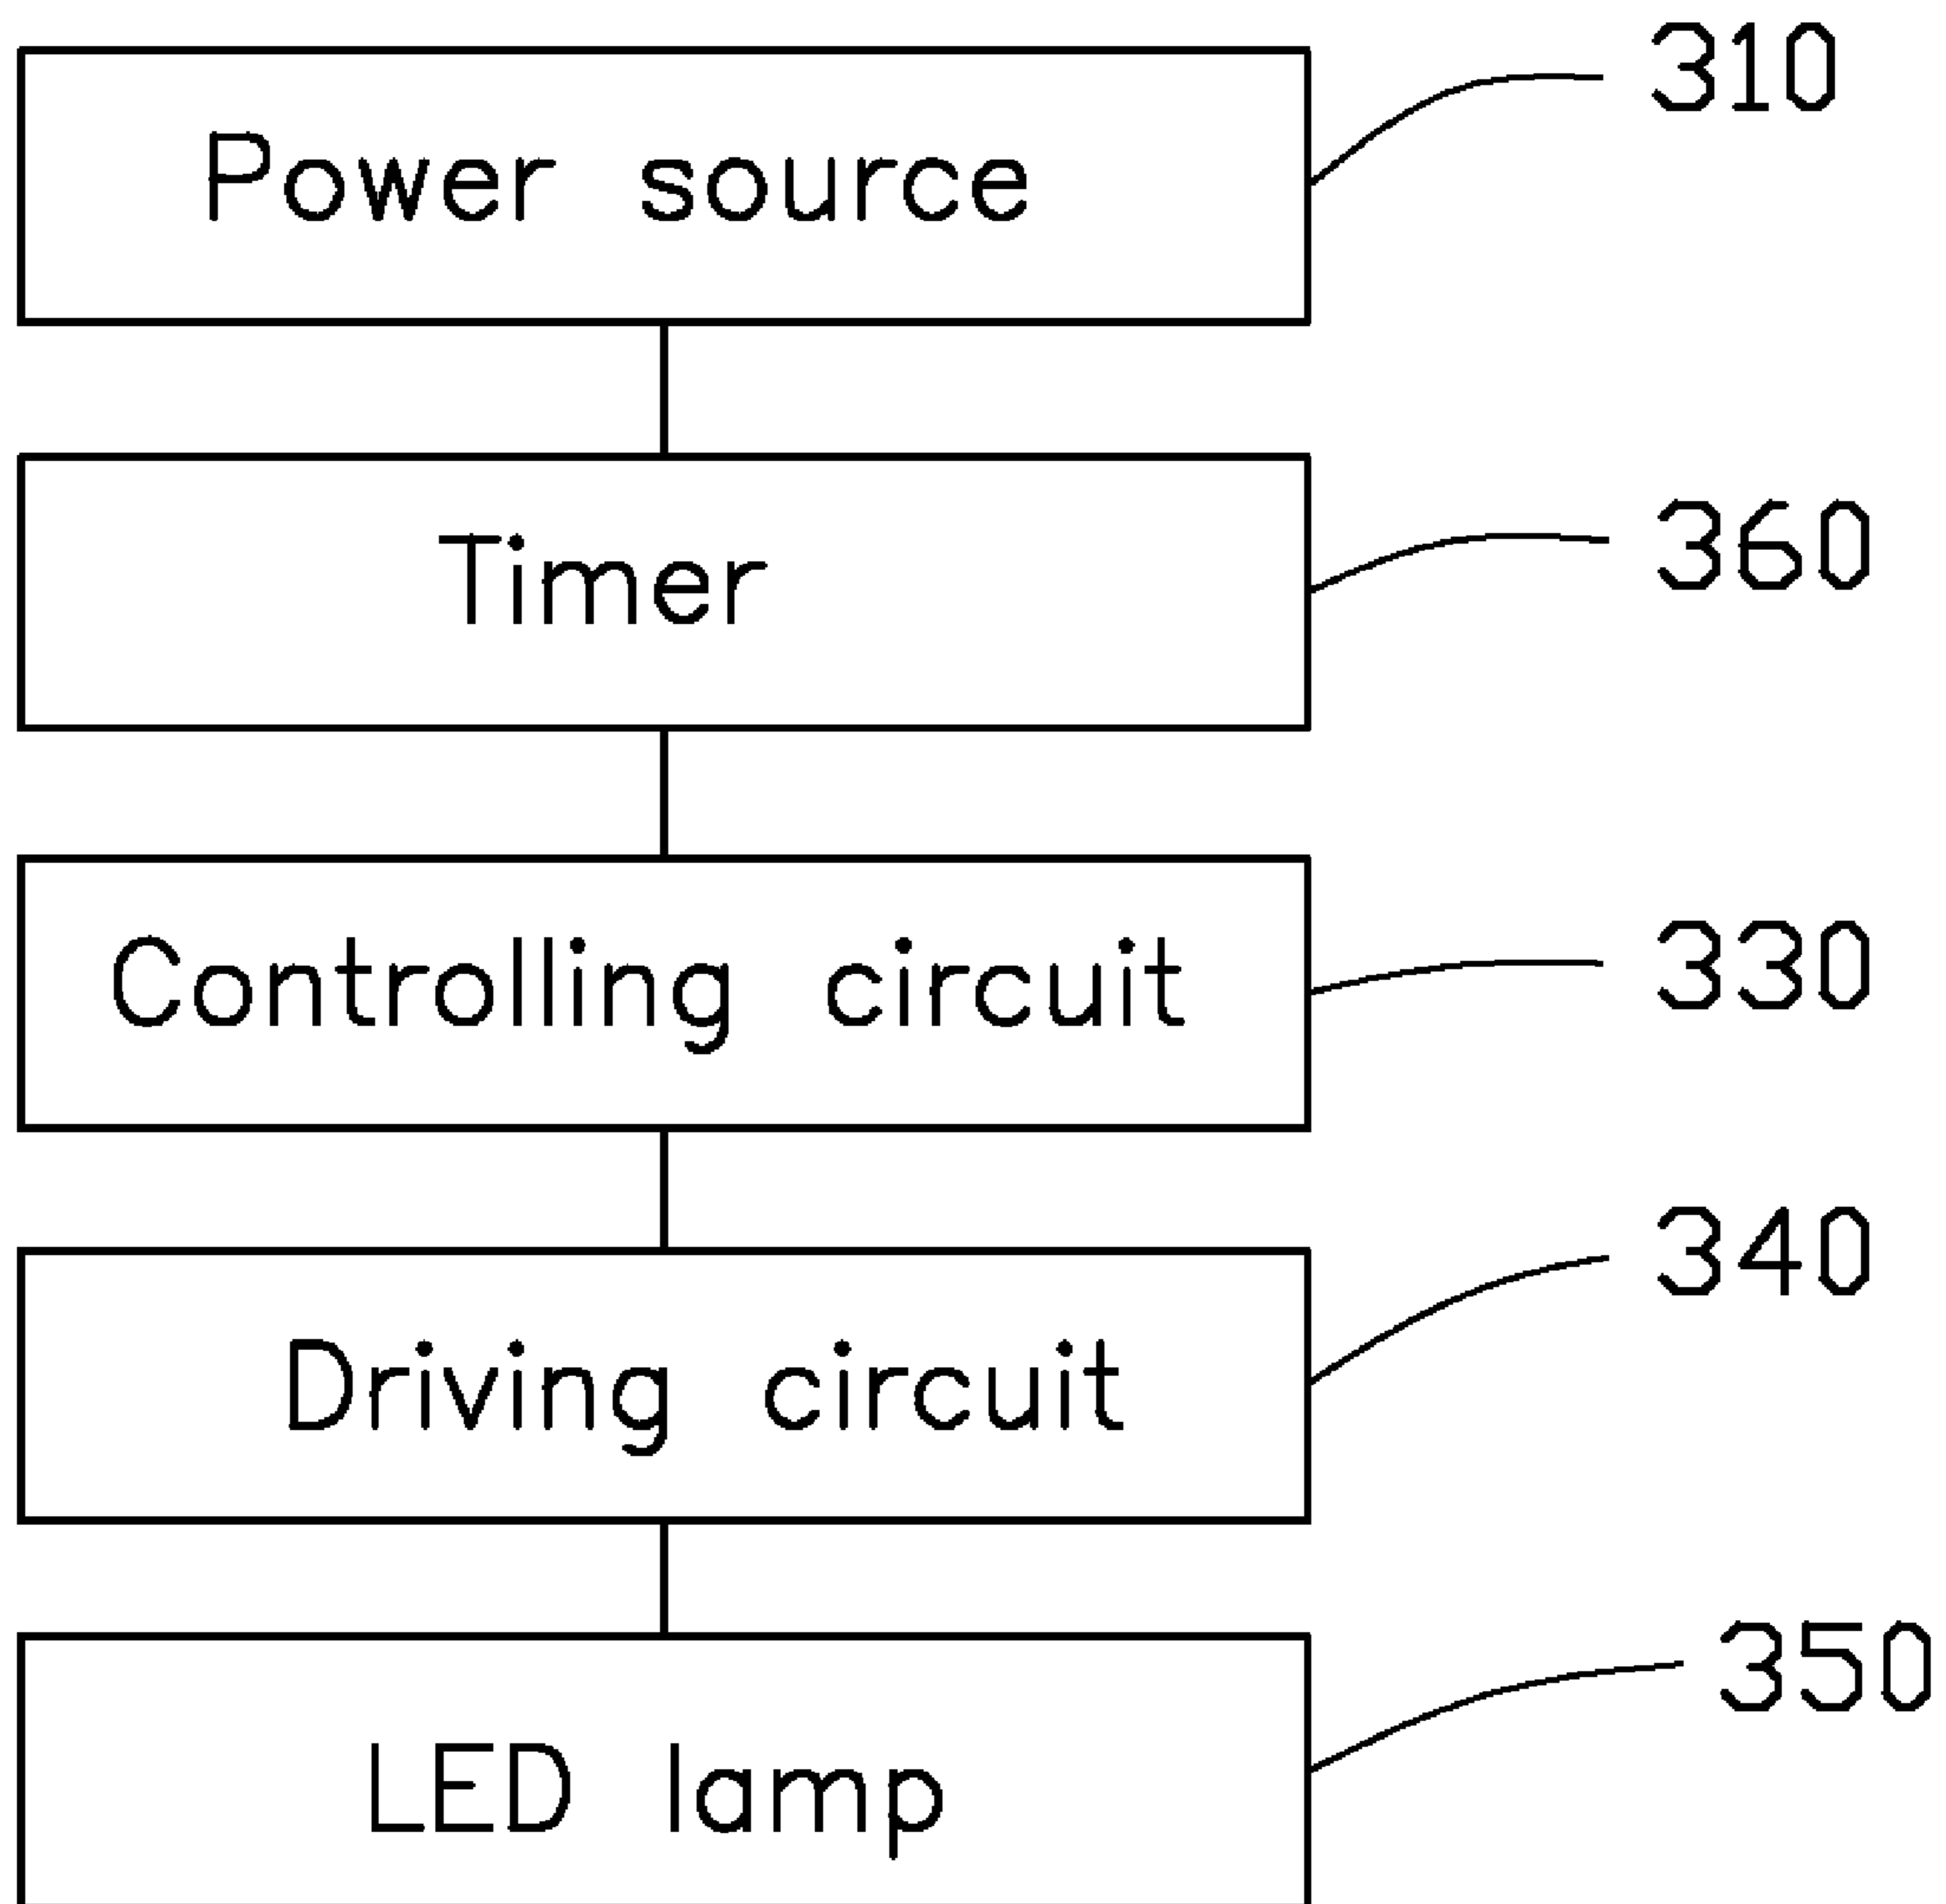 310
Power source
360
Timer
330
Controlling circuit
340
Driving circuit
350
LED lamp